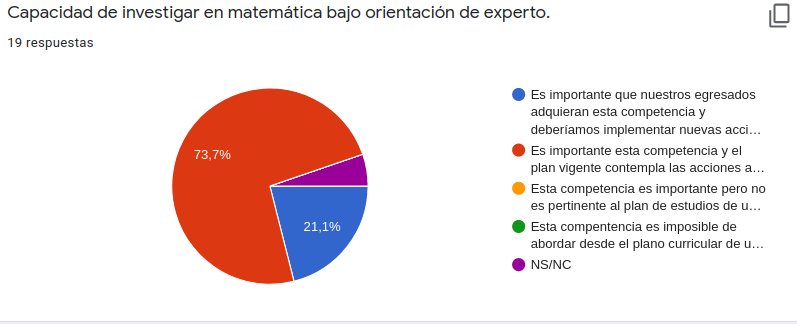 Capacidad de investigar en matemática bajo orientación de experto.
19 respuestas
73,7%
21,1%
Es importante que nuestros egresados
adquieran esta competencia y
deberíamos implementar nuevas acci…
Es importante esta competencia y el
plan vigente contempla las acciones a…
Esta competencia es importante pero no
es pertinente al plan de estudios de u…
Esta compentencia es imposible de
abordar desde el plano curricular de u…
NS/NC